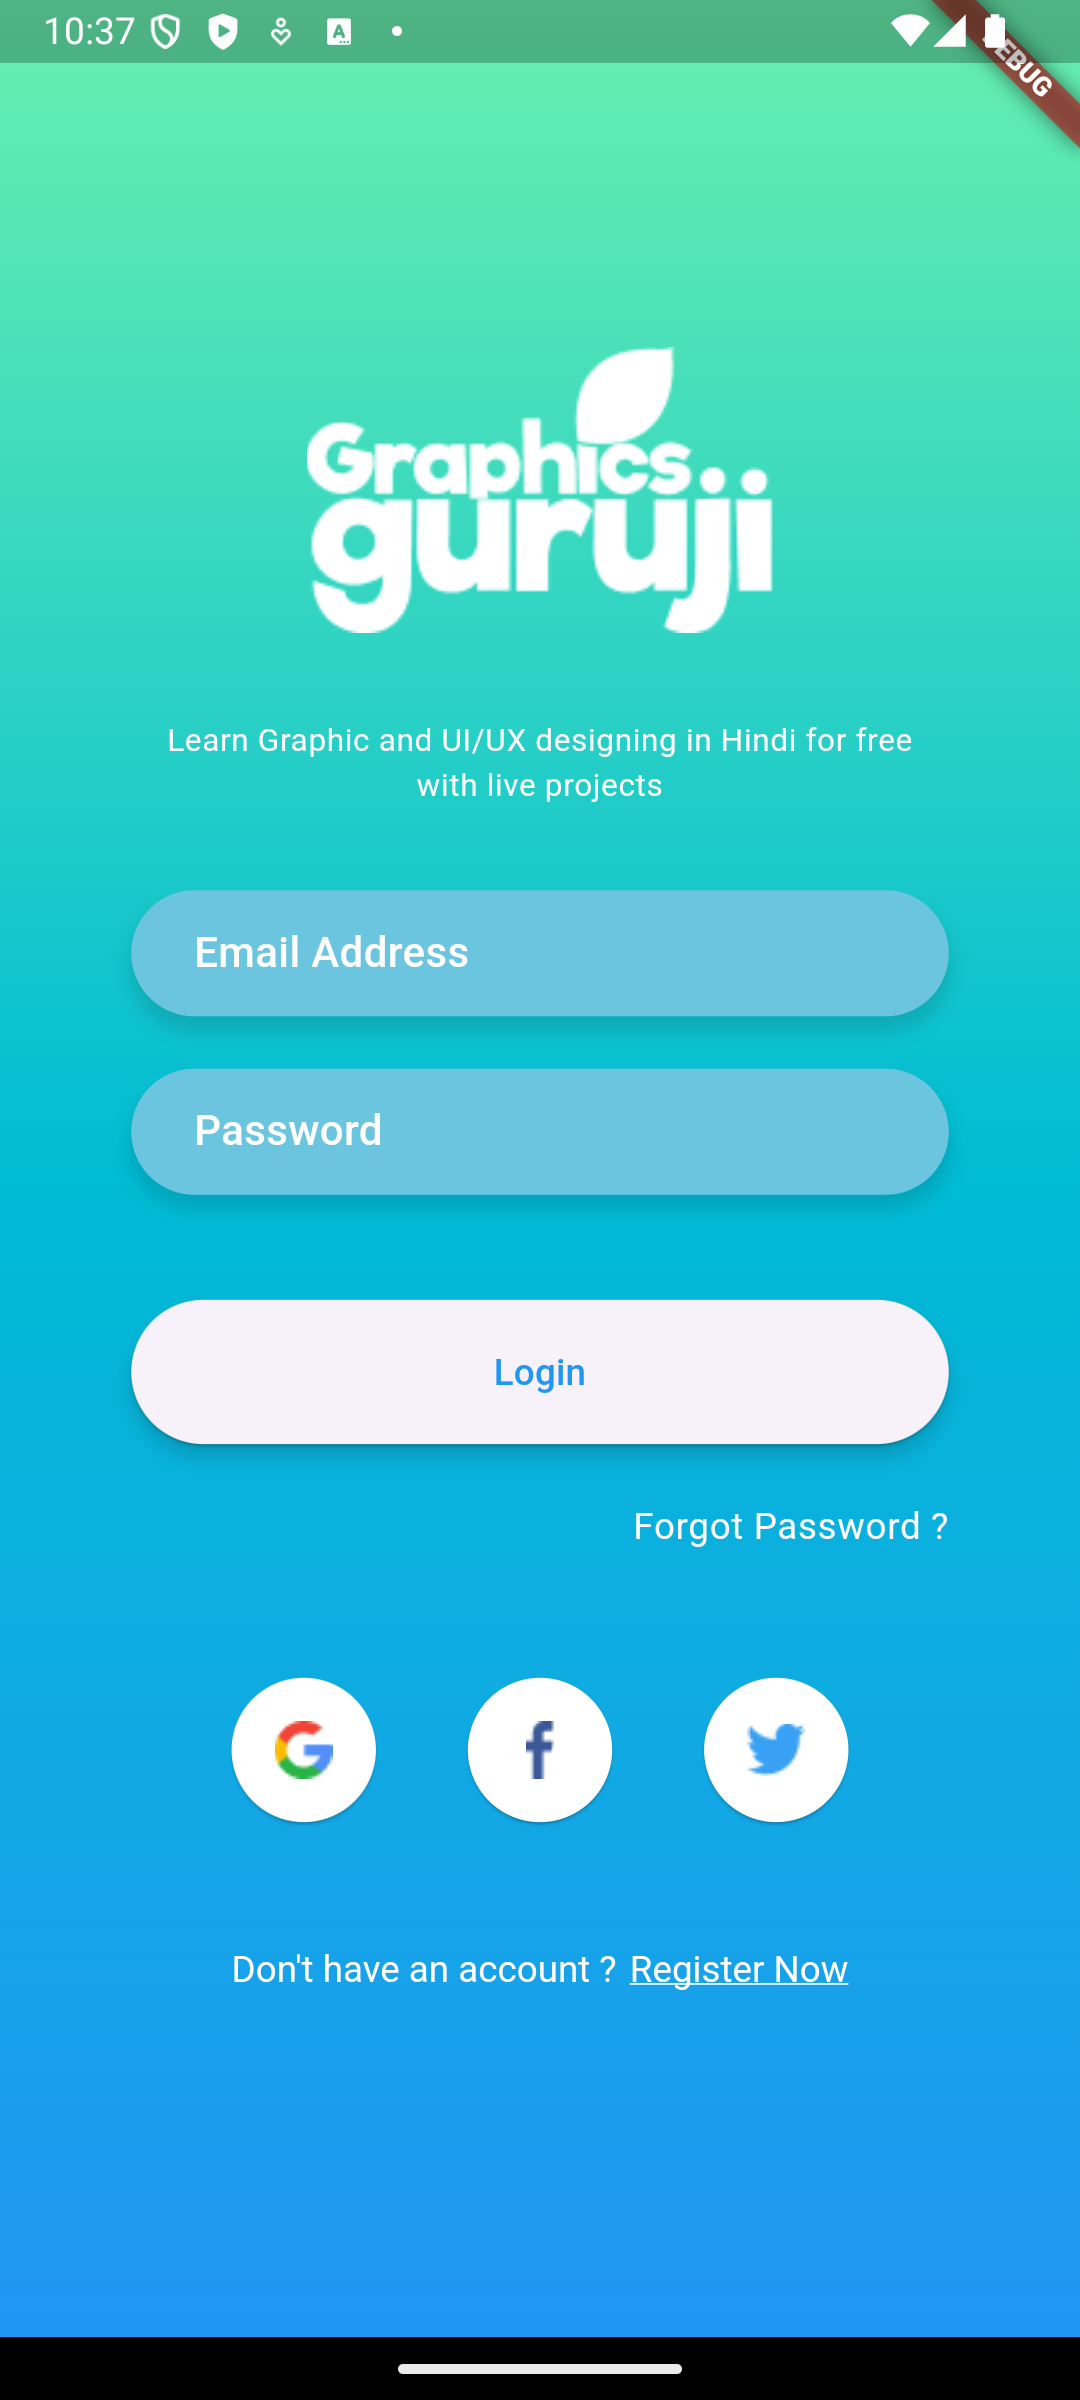 10:37
EBUG
Graphics
guruji
Learn Graphic and UI/UX designing in Hindi for free
with live projects
Email Address
Password
Login
Forgot Password ?
Don't have an account ? Register Now